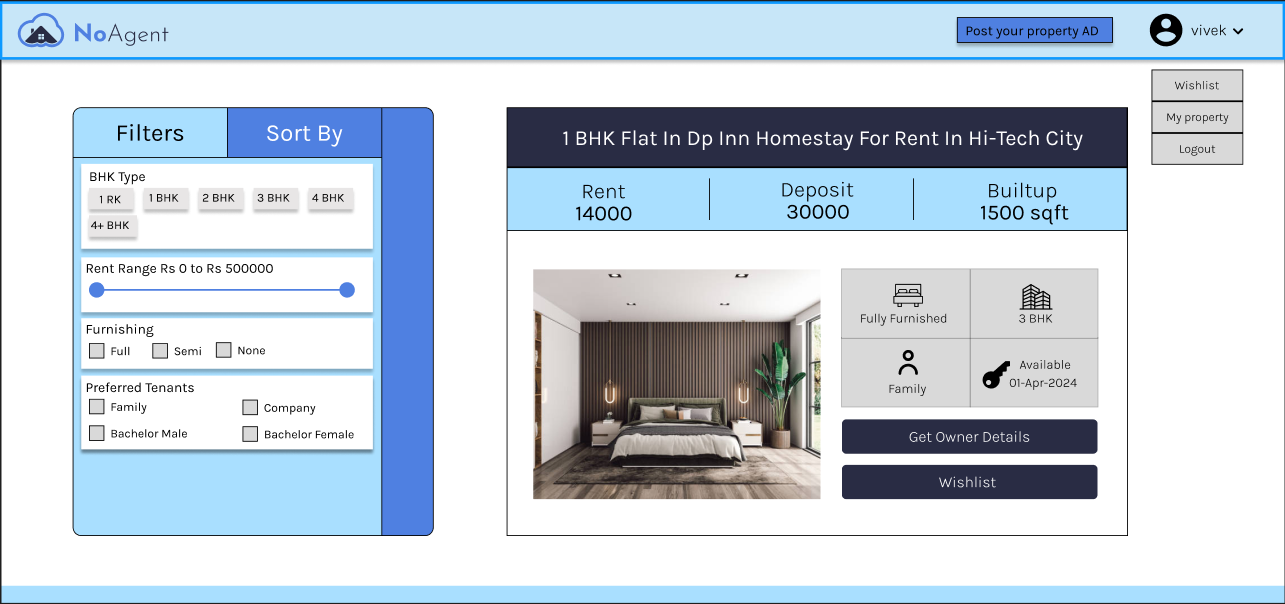 NoAgent
Post your property AD
vivek
Wishlist
My property
Logout
Filters
Sort By
BHK Type
1 RK
1 BHK
2 BHK
3 BHK
4 BHK
4+ BHK
Rent Range Rs 0 to Rs 500000
Furnishing
Full
Semi
None
Preferred Tenants
Family
Company
Bachelor Male
Bachelor Female
1 BHK Flat In Dp Inn Homestay For Rent In Hi-Tech City
Rent
14000
Deposit
30000
Builtup
1500 sqft
Fully Furnished
3 BHK
Family
Available
01-Apr-2024
Get Owner Details
Wishlist